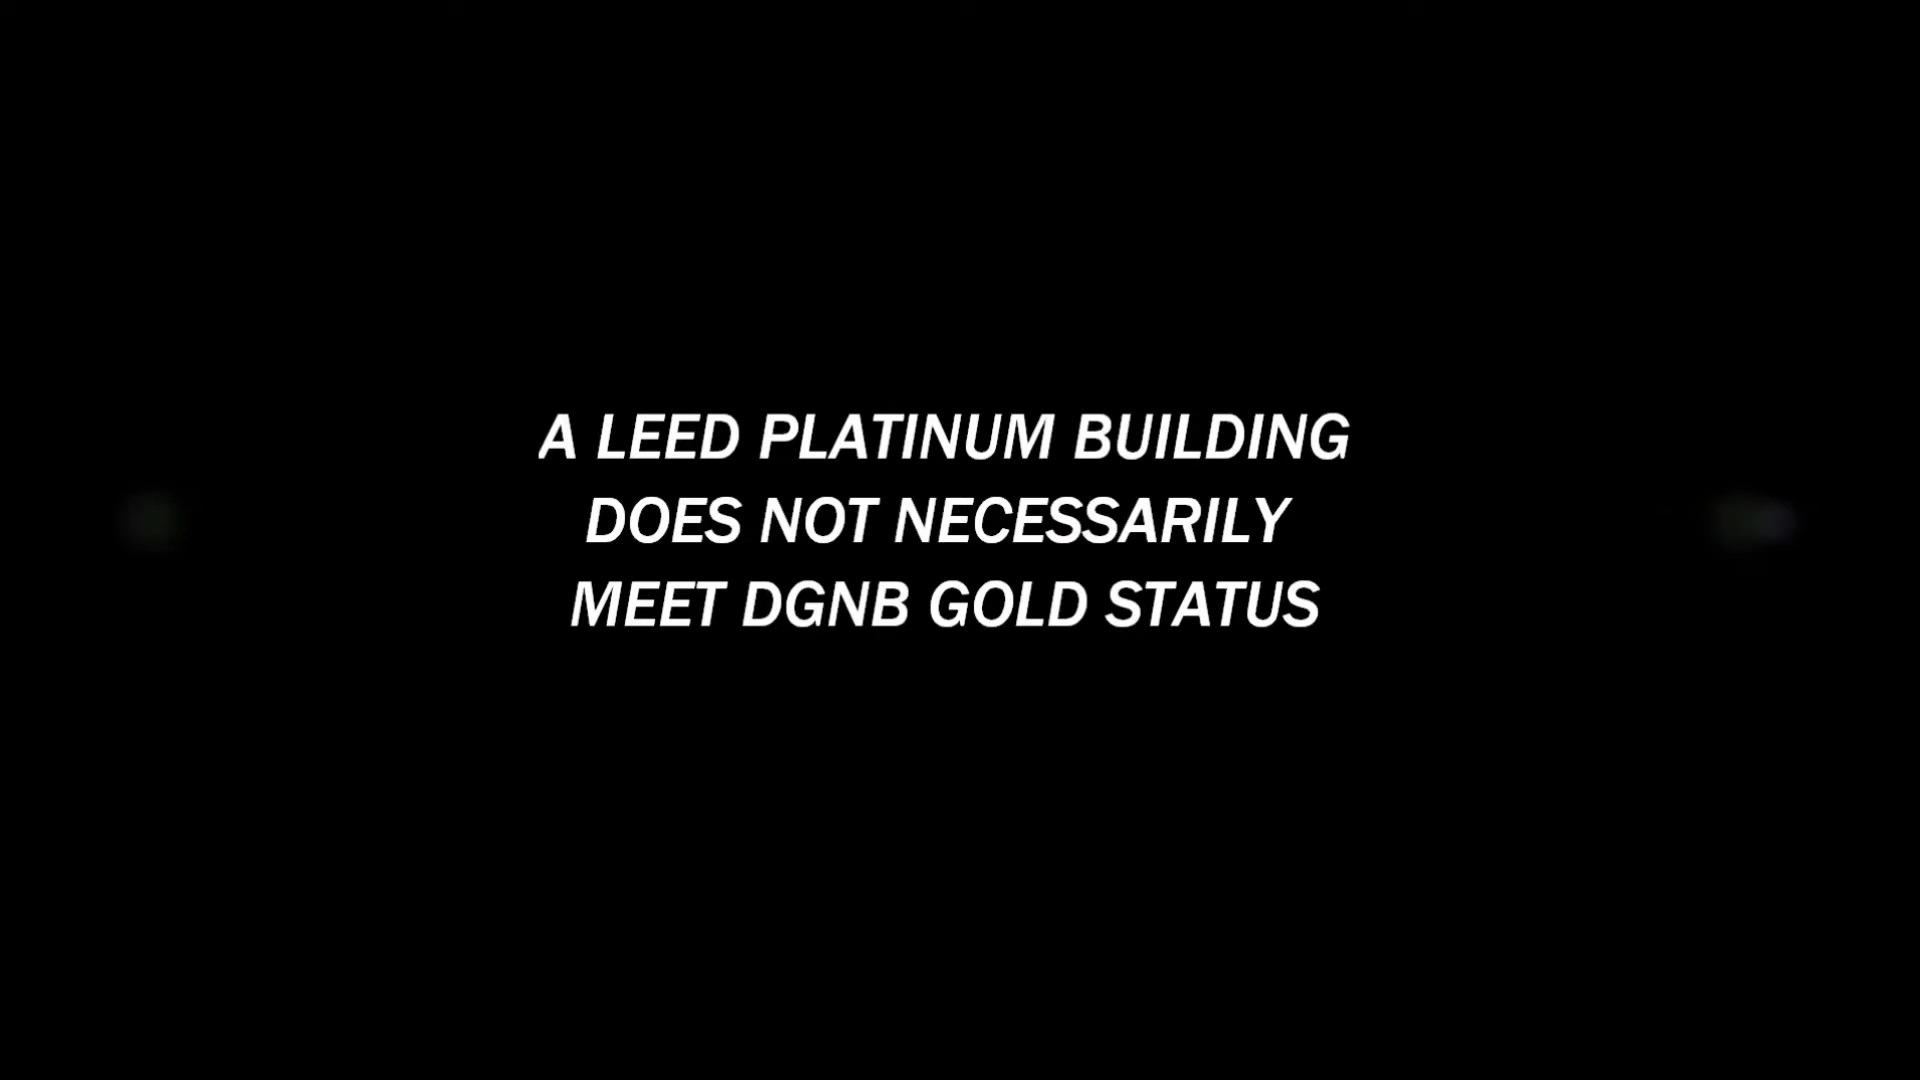 A LEED PLATINUM BUILDING
DOES NOT NECESSARILY
MEET DGNB GOLD STATUS